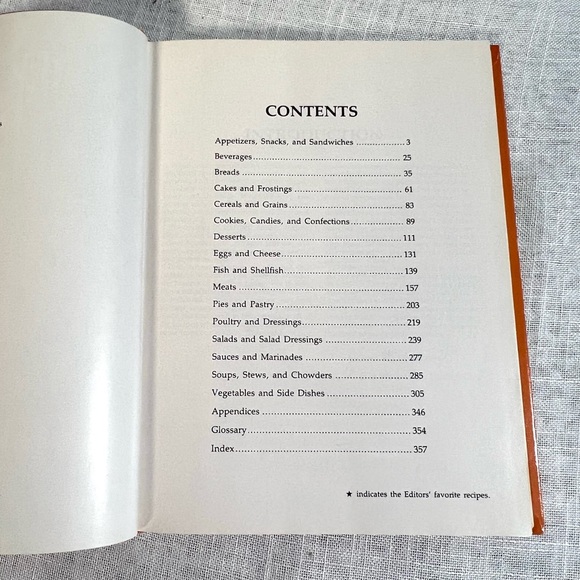 CONTENTS
Appetizers, Snacks, and Sandwiches .................. 3
Beverages .................................................... 25
Breads ......................................................... 35
Cakes and Frostings ....................................... 61
Cereals and Grains ......................................... 83
Cookies, Candies, and Confections .................... 89
Desserts ....................................................... 111
Eggs and Cheese ........................................... 131
Fish and Shellfish ........................................... 139
Meats ........................................................... 157
Pies and Pastry .............................................. 203
Poultry and Dressings ..................................... 219
Salads and Salad Dressings .............................. 239
Sauces and Marinades ..................................... 277
Soups, Stews, and Chowders ........................... 285
Vegetables and Side Dishes .............................. 305
Appendices ................................................... 346
Glossary ....................................................... 354
Index ........................................................... 357
★ indicates the Editors' favorite recipes.